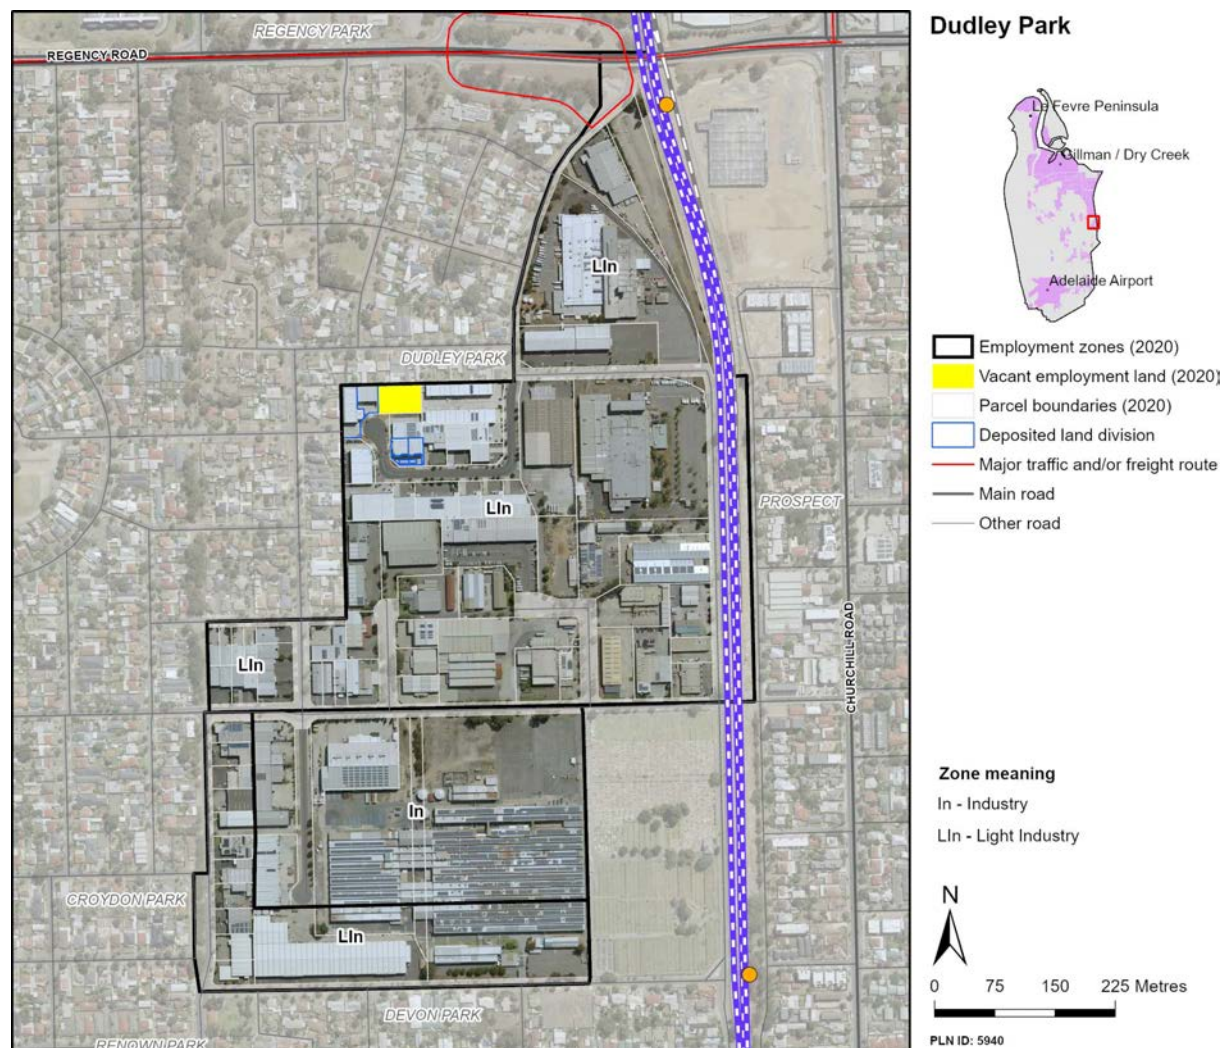 Dudley Park
REGENCY PARK
REGENCY ROAD
LIn
DUDLEY PARK
LIn
PROSPECT
CHURCHILL ROAD
LIn
In
CROYDON PARK
LIn
DEVON PARK
RENOWN PARK
Le Fevre Peninsula
Gillman / Dry Creek
Adelaide Airport
Employment zones (2020)
Vacant employment land (2020)
Parcel boundaries (2020)
Deposited land division
Major traffic and/or freight route
Main road
Other road
Zone meaning
In - Industry
LIn - Light Industry
N
0 75 150 225 Metres
PLN ID: 5940